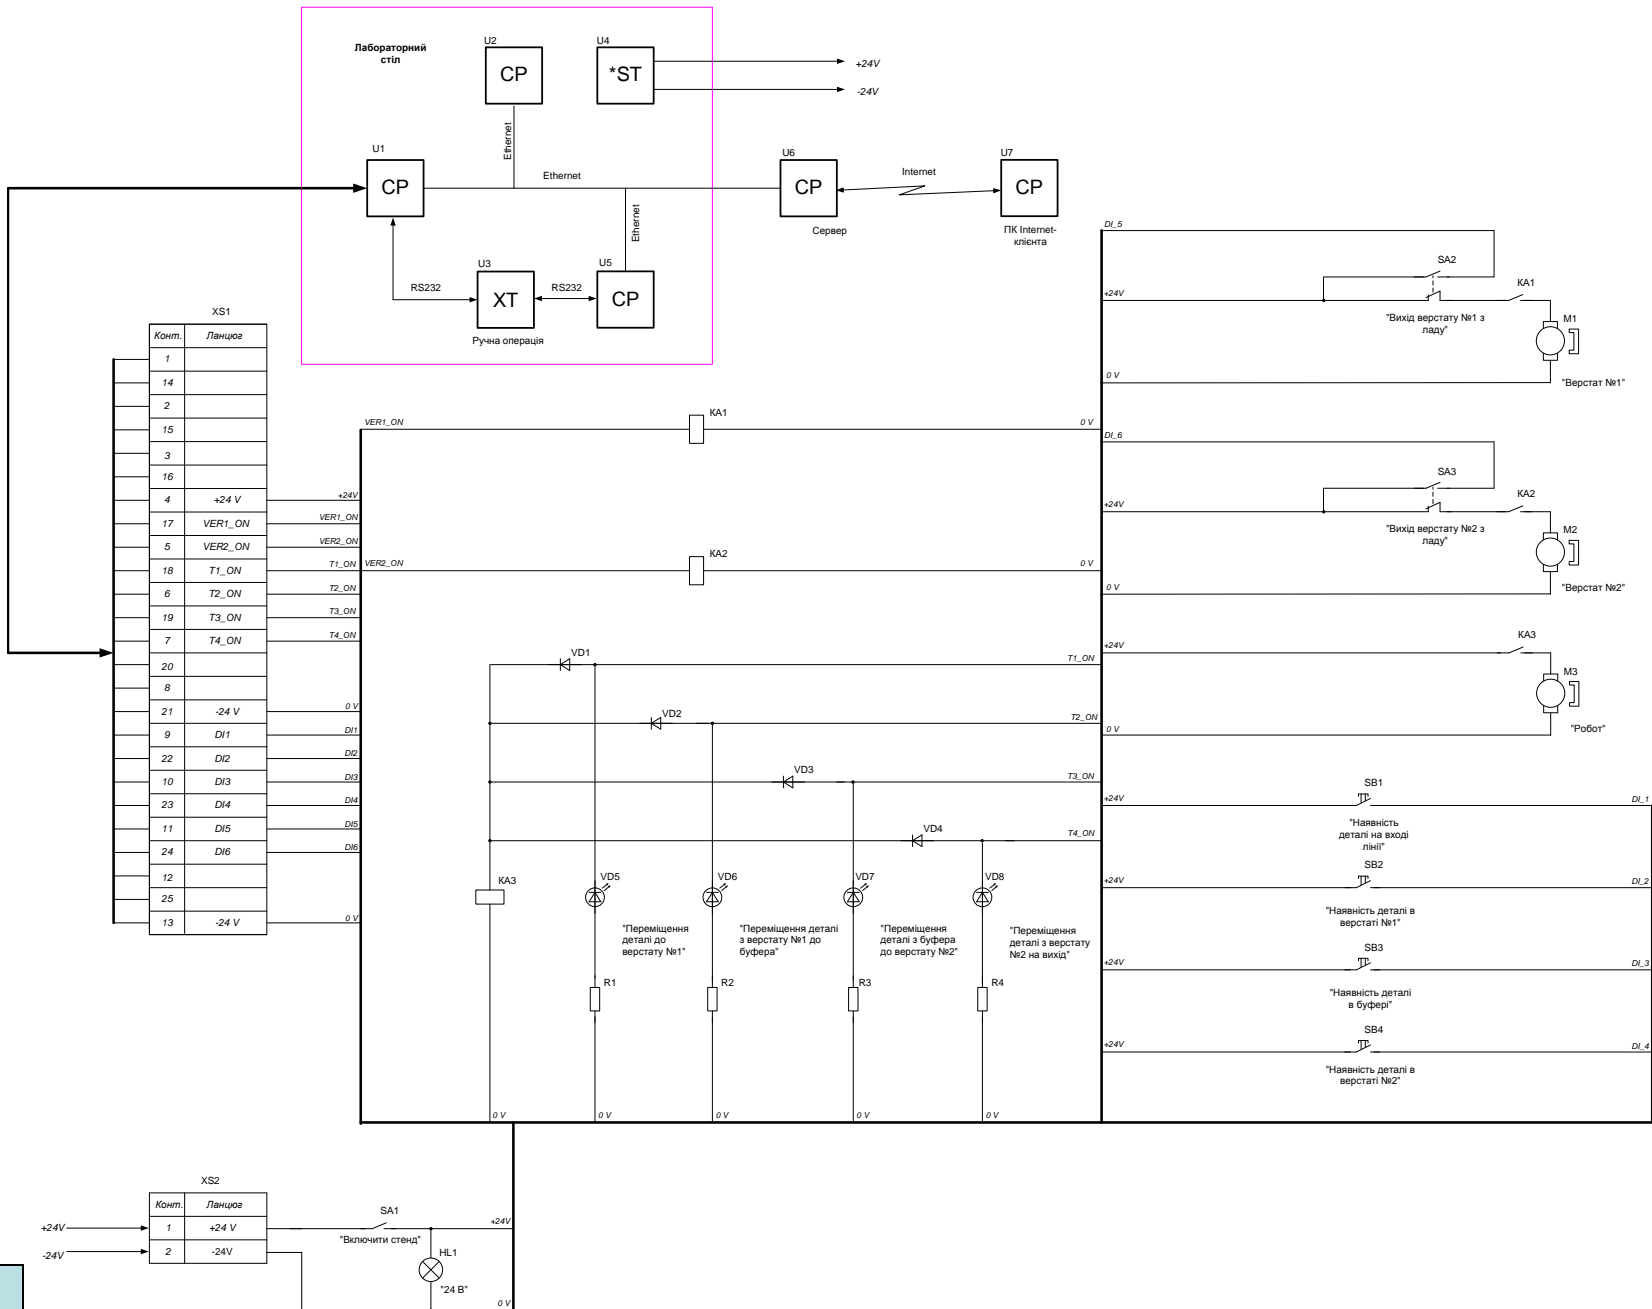 Лабораторний
стіл
U2
CP
U4
*ST
+24V
-24V
Ethernet
U1
CP
Ethernet
U6
CP
Сервер
Internet
U7
CP
ПК Internet-
клієнта
Ethernet
RS232
U3
XT
Ручна операція
RS232
U5
CP
XS1
Конт. Ланцюг
1
14
2
15
3
16
4 +24 V +24V
17 VER1_ON VER1_ON
5 VER2_ON VER2_ON
18 T1_ON T1_ON
6 T2_ON T2_ON
19 T3_ON T3_ON
7 T4_ON T4_ON
20
8
21 -24 V 0 V
9 DI1 DI1
22 DI2 DI2
10 DI3 DI3
23 DI4 DI4
11 DI5 DI5
24 DI6 DI6
12
25
13 -24 V 0 V
VER1_ON KA1 0 V
VER2_ON KA2 0 V
VD1 T1_ON
VD2 T2_ON
VD3 T3_ON
VD4 T4_ON
KA3
VD5
"Переміщення
деталі до
верстату №1"
R1
VD6
"Переміщення деталі
з верстату №1 до
буфера"
R2
VD7
"Переміщення
деталі з буфера
до верстату №2"
R3
VD8
"Переміщення
деталі з верстату
№2 на вихід"
R4
0 V 0 V 0 V 0 V 0 V
DI_5
SA2
+24V
KA1
"Вихід верстату №1 з
ладу"
M1
0 V
"Верстат №1"
DI_6
SA3
+24V
KA2
"Вихід верстату №2 з
ладу"
M2
0 V
"Верстат №2"
+24V
KA3
M3
0 V
"Робот"
SB1
+24V DI_1
"Наявність
деталі на вході
лінії"
SB2
+24V DI_2
"Наявність деталі в
верстаті №1"
SB3
+24V DI_3
"Наявність деталі
в буфері"
SB4
+24V DI_4
"Наявність деталі в
верстаті №2"
XS2
Конт. Ланцюг
+24V 1 +24 V
-24V 2 -24V
SA1
"Включити стенд"
+24V
HL1
"24 В"
0 V